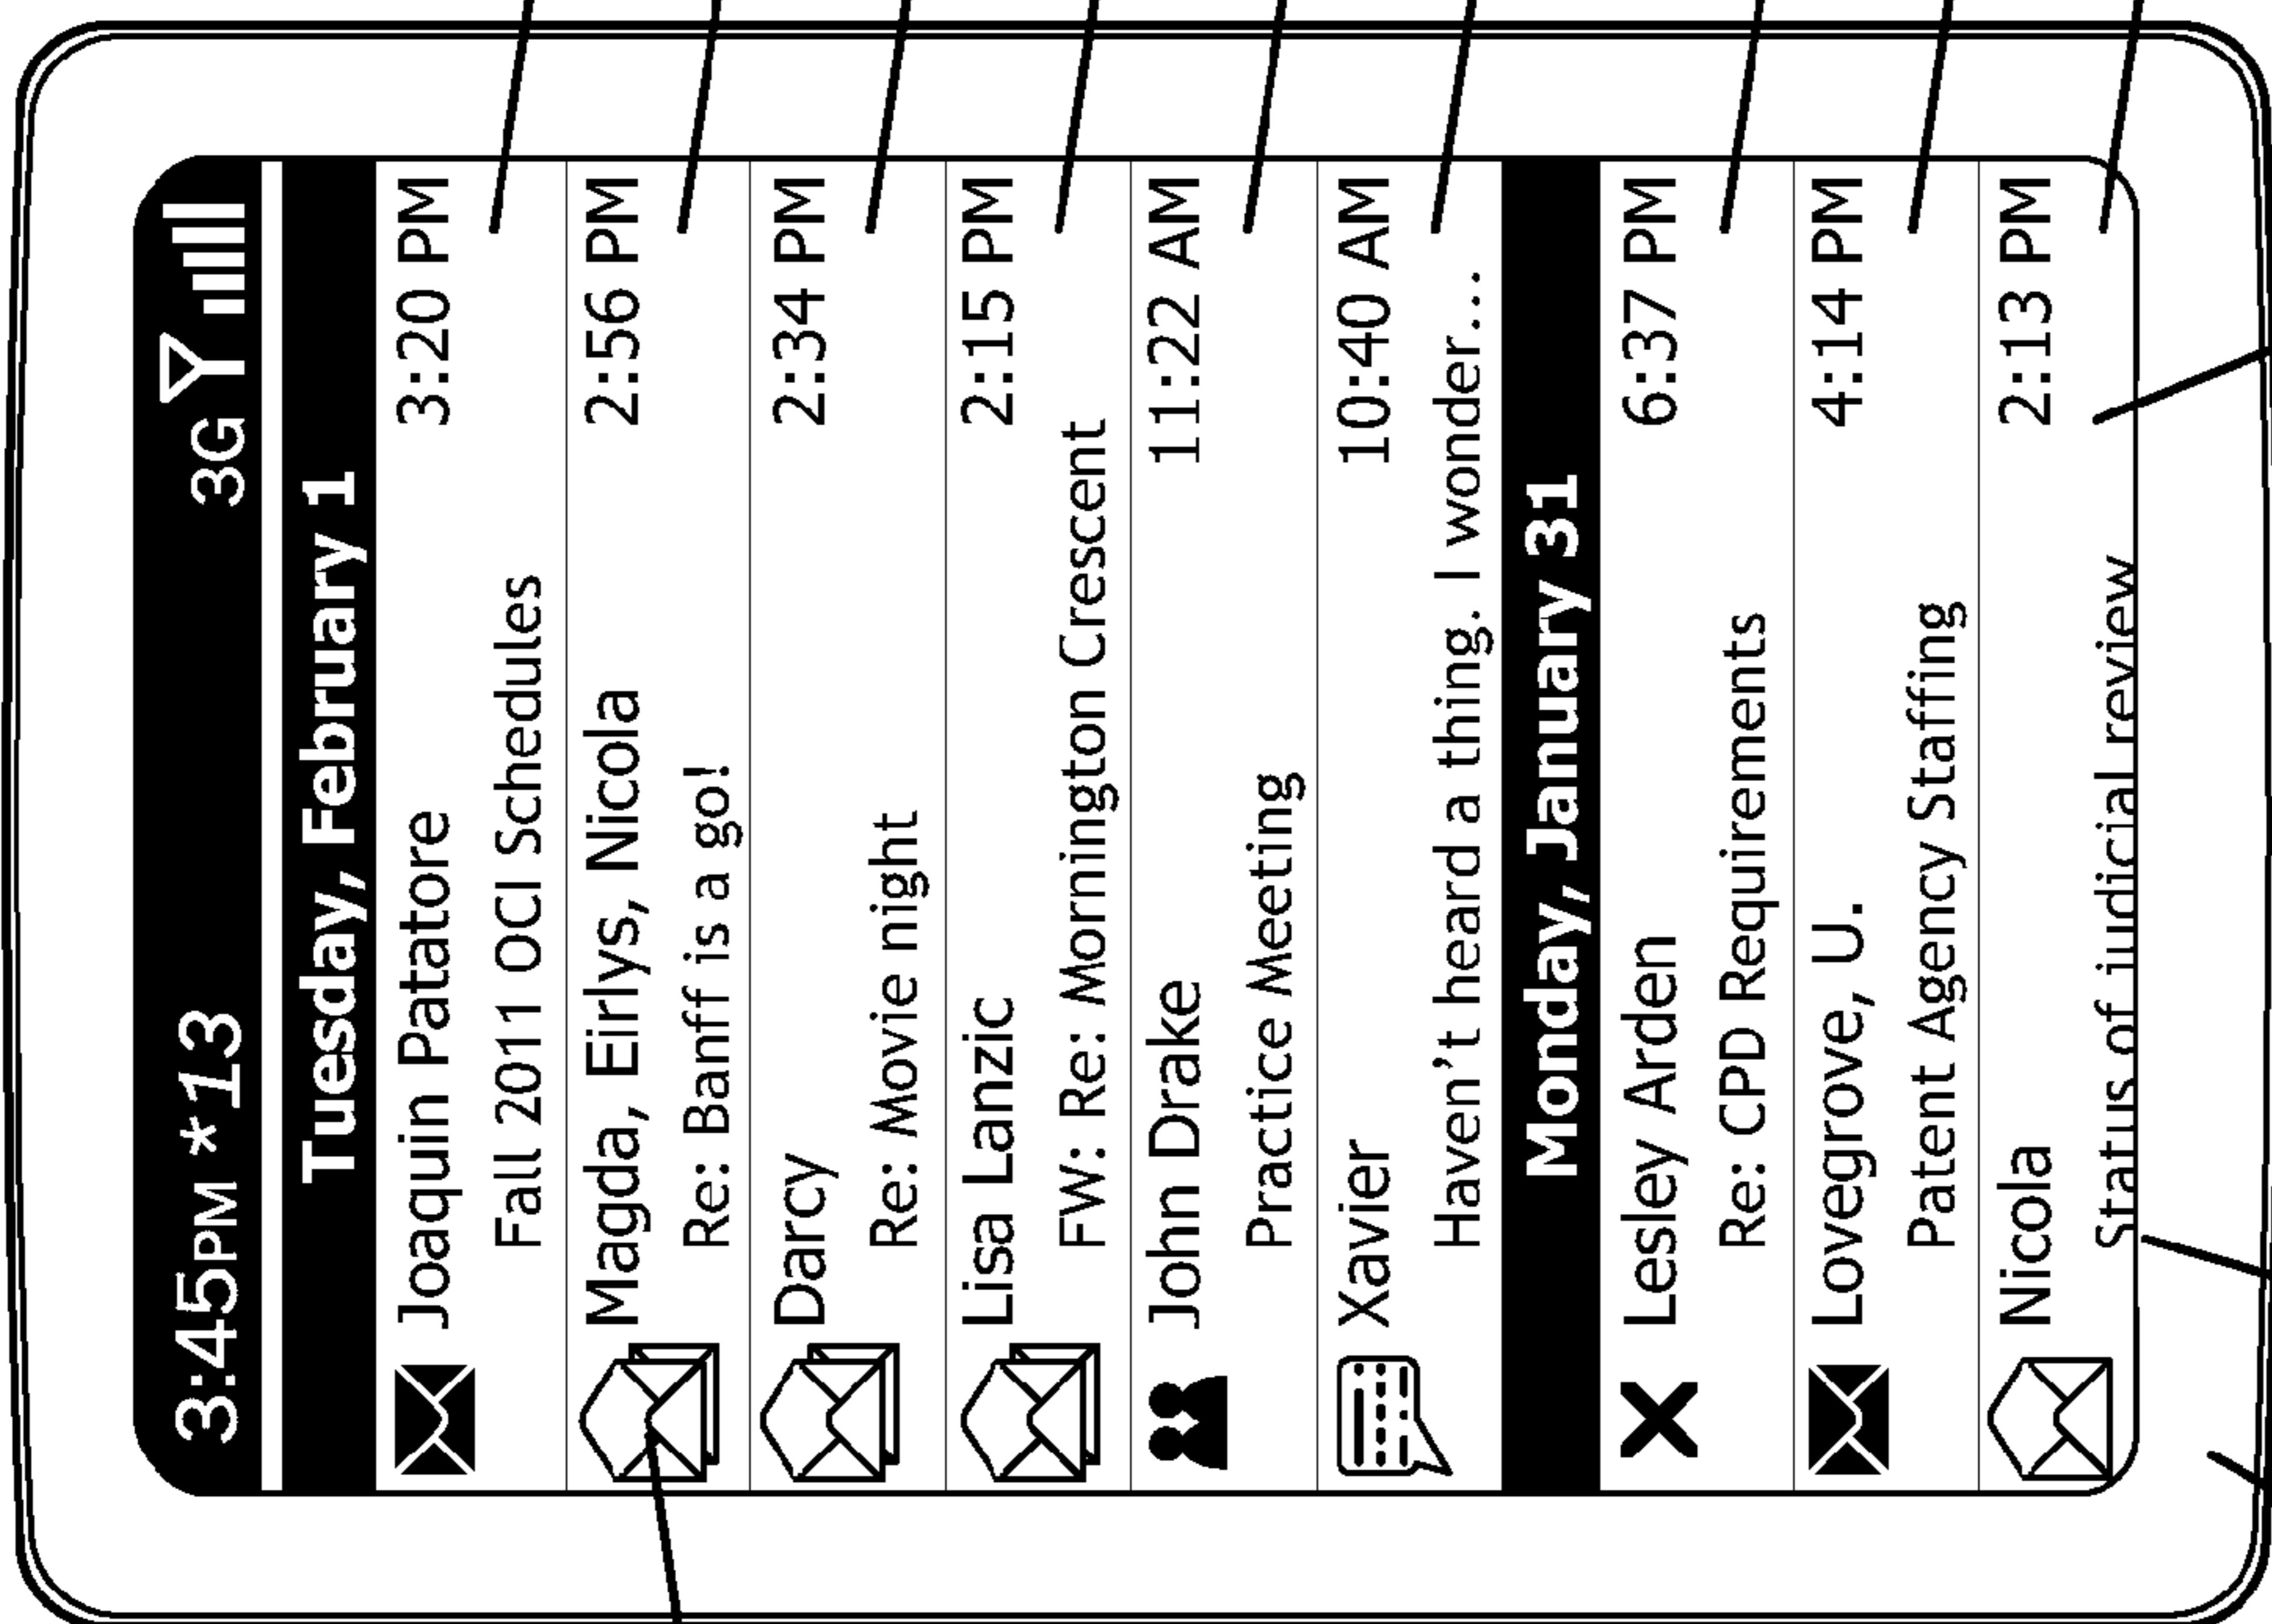 3:45PM *13 3G
Tuesday, February 1
Joaquin Patatore 3:20 PM
Fall 2011 OCI Schedules
Magda, Eirlys, Nicola 2:56 PM
Re: Banff is a go!
Darcy 2:34 PM
Re: Movie night
Lisa Lanzic 2:15 PM
FW: Re: Mornington Crescent
John Drake 11:22 AM
Practice Meeting
Xavier 10:40 AM
Haven't heard a thing. I wonder...
Monday, January 31
Lesley Arden 6:37 PM
Re: CPD Requirements
Lovegrove, U. 4:14 PM
Patent Agency Staffing
Nicola 2:13 PM
Status of judicial review